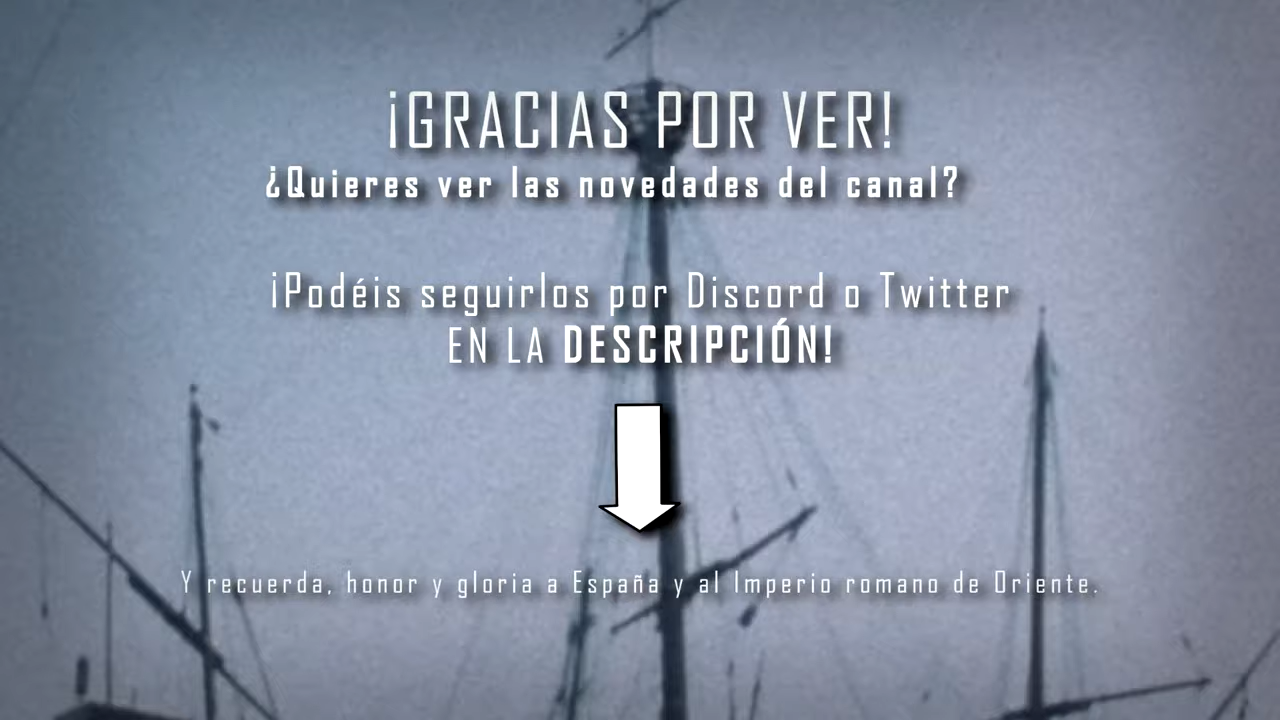 ¡GRACIAS POR VER!
¿Quieres ver las novedades del canal?
¡Podéis seguirlos por Discord o Twitter
EN LA DESCRIPCIÓN!
Y recuerda, honor y gloria a España y al Imperio romano de Oriente.